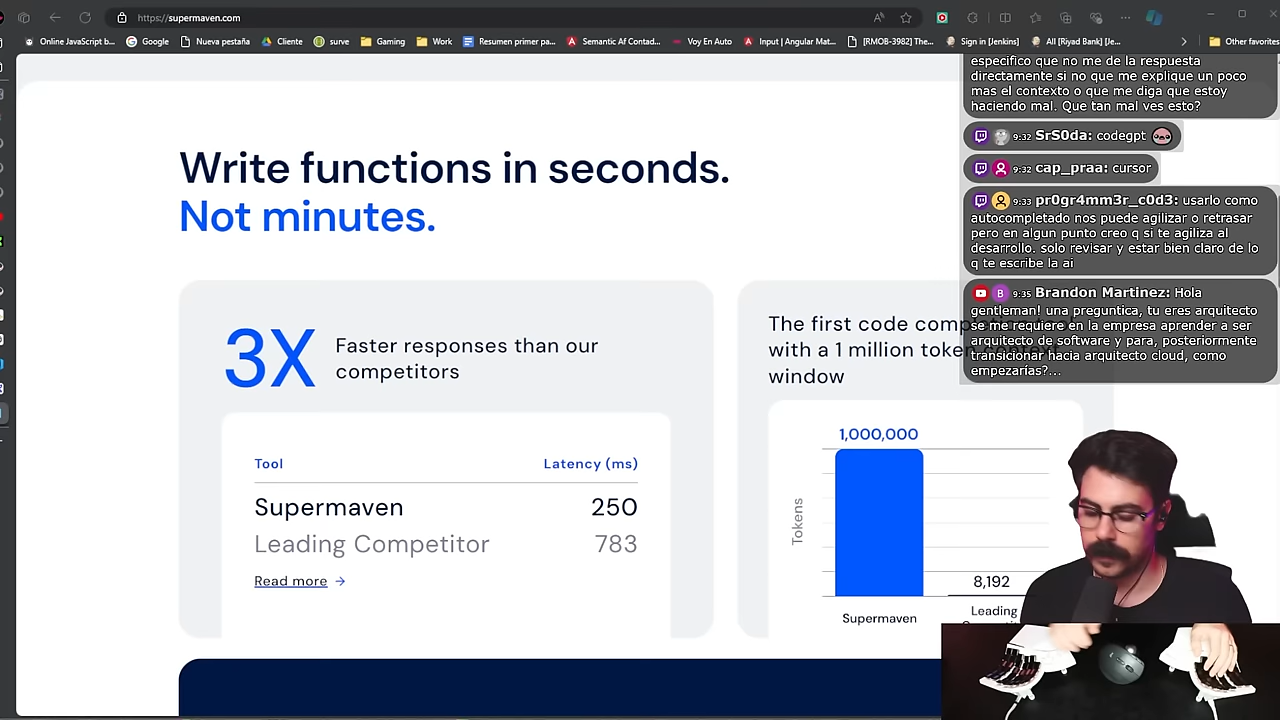 https://supermaven.com
Online JavaScript b...
Google
Nueva pestaña
Cliente
surve
Gaming
Work
Resumen primer pa...
Semantic Af Contad...
Voy En Auto
Input | Angular Mat...
[RMOB-3982] The...
Sign in [Jenkins]
All [Riyad Bank] [Je...
Other favorites
Write functions in seconds.
Not minutes.
3X
Faster responses than our
competitors
Tool
Latency (ms)
Supermaven
250
Leading Competitor
783
Read more →
The first code comp
with a 1 million token context
window
1,000,000
Tokens
8,192
Supermaven
Leading
especifico que no me de la respuesta
directamente si no que me explique un poco
mas el contexto o que me diga que estoy
haciendo mal. Que tan mal ves esto?
9:32 SrS0da: codegpt
9:32 cap_praa: cursor
9:33 pr0gr4mm3r_c0d3: usarlo como
autocompletado nos puede agilizar o retrasar
pero en algun punto creo q si te agiliza al
desarrollo. solo revisar y estar bien claro de lo
q te escribe la ai
B 9:35 Brandon Martinez: Hola
gentleman! una preguntica, tu eres arquitecto
se me requiere en la empresa aprender a ser
arquitecto de software y para, posteriormente
transicionar hacia arquitecto cloud, como
empezarías?...